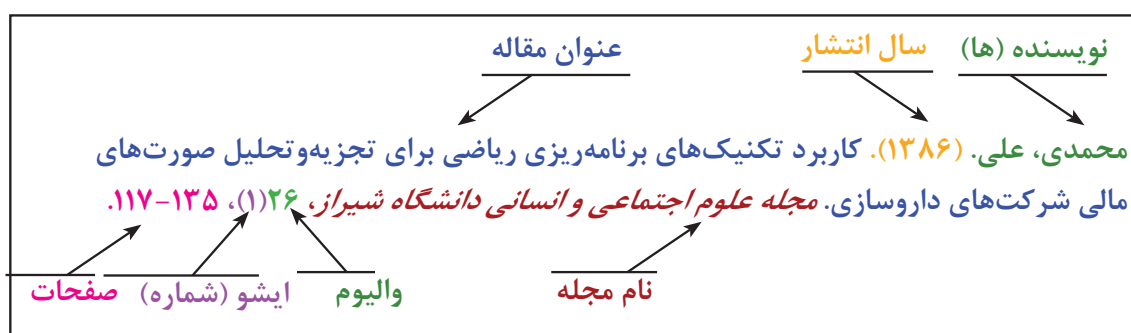 نویسنده (ها) سال انتشار عنوان مقاله
محمدی، علی. (۱۳۸۶). کاربرد تکنیک‌های برنامه‌ریزی ریاضی برای تجزیه‌وتحلیل صورت‌های
مالی شرکت‌های داروسازی. مجله علوم اجتماعی و انسانی دانشگاه شیراز، ۲۶(۱)، ۱۳۵-۱۱۷.
نام مجله والیوم ایشو (شماره) صفحات